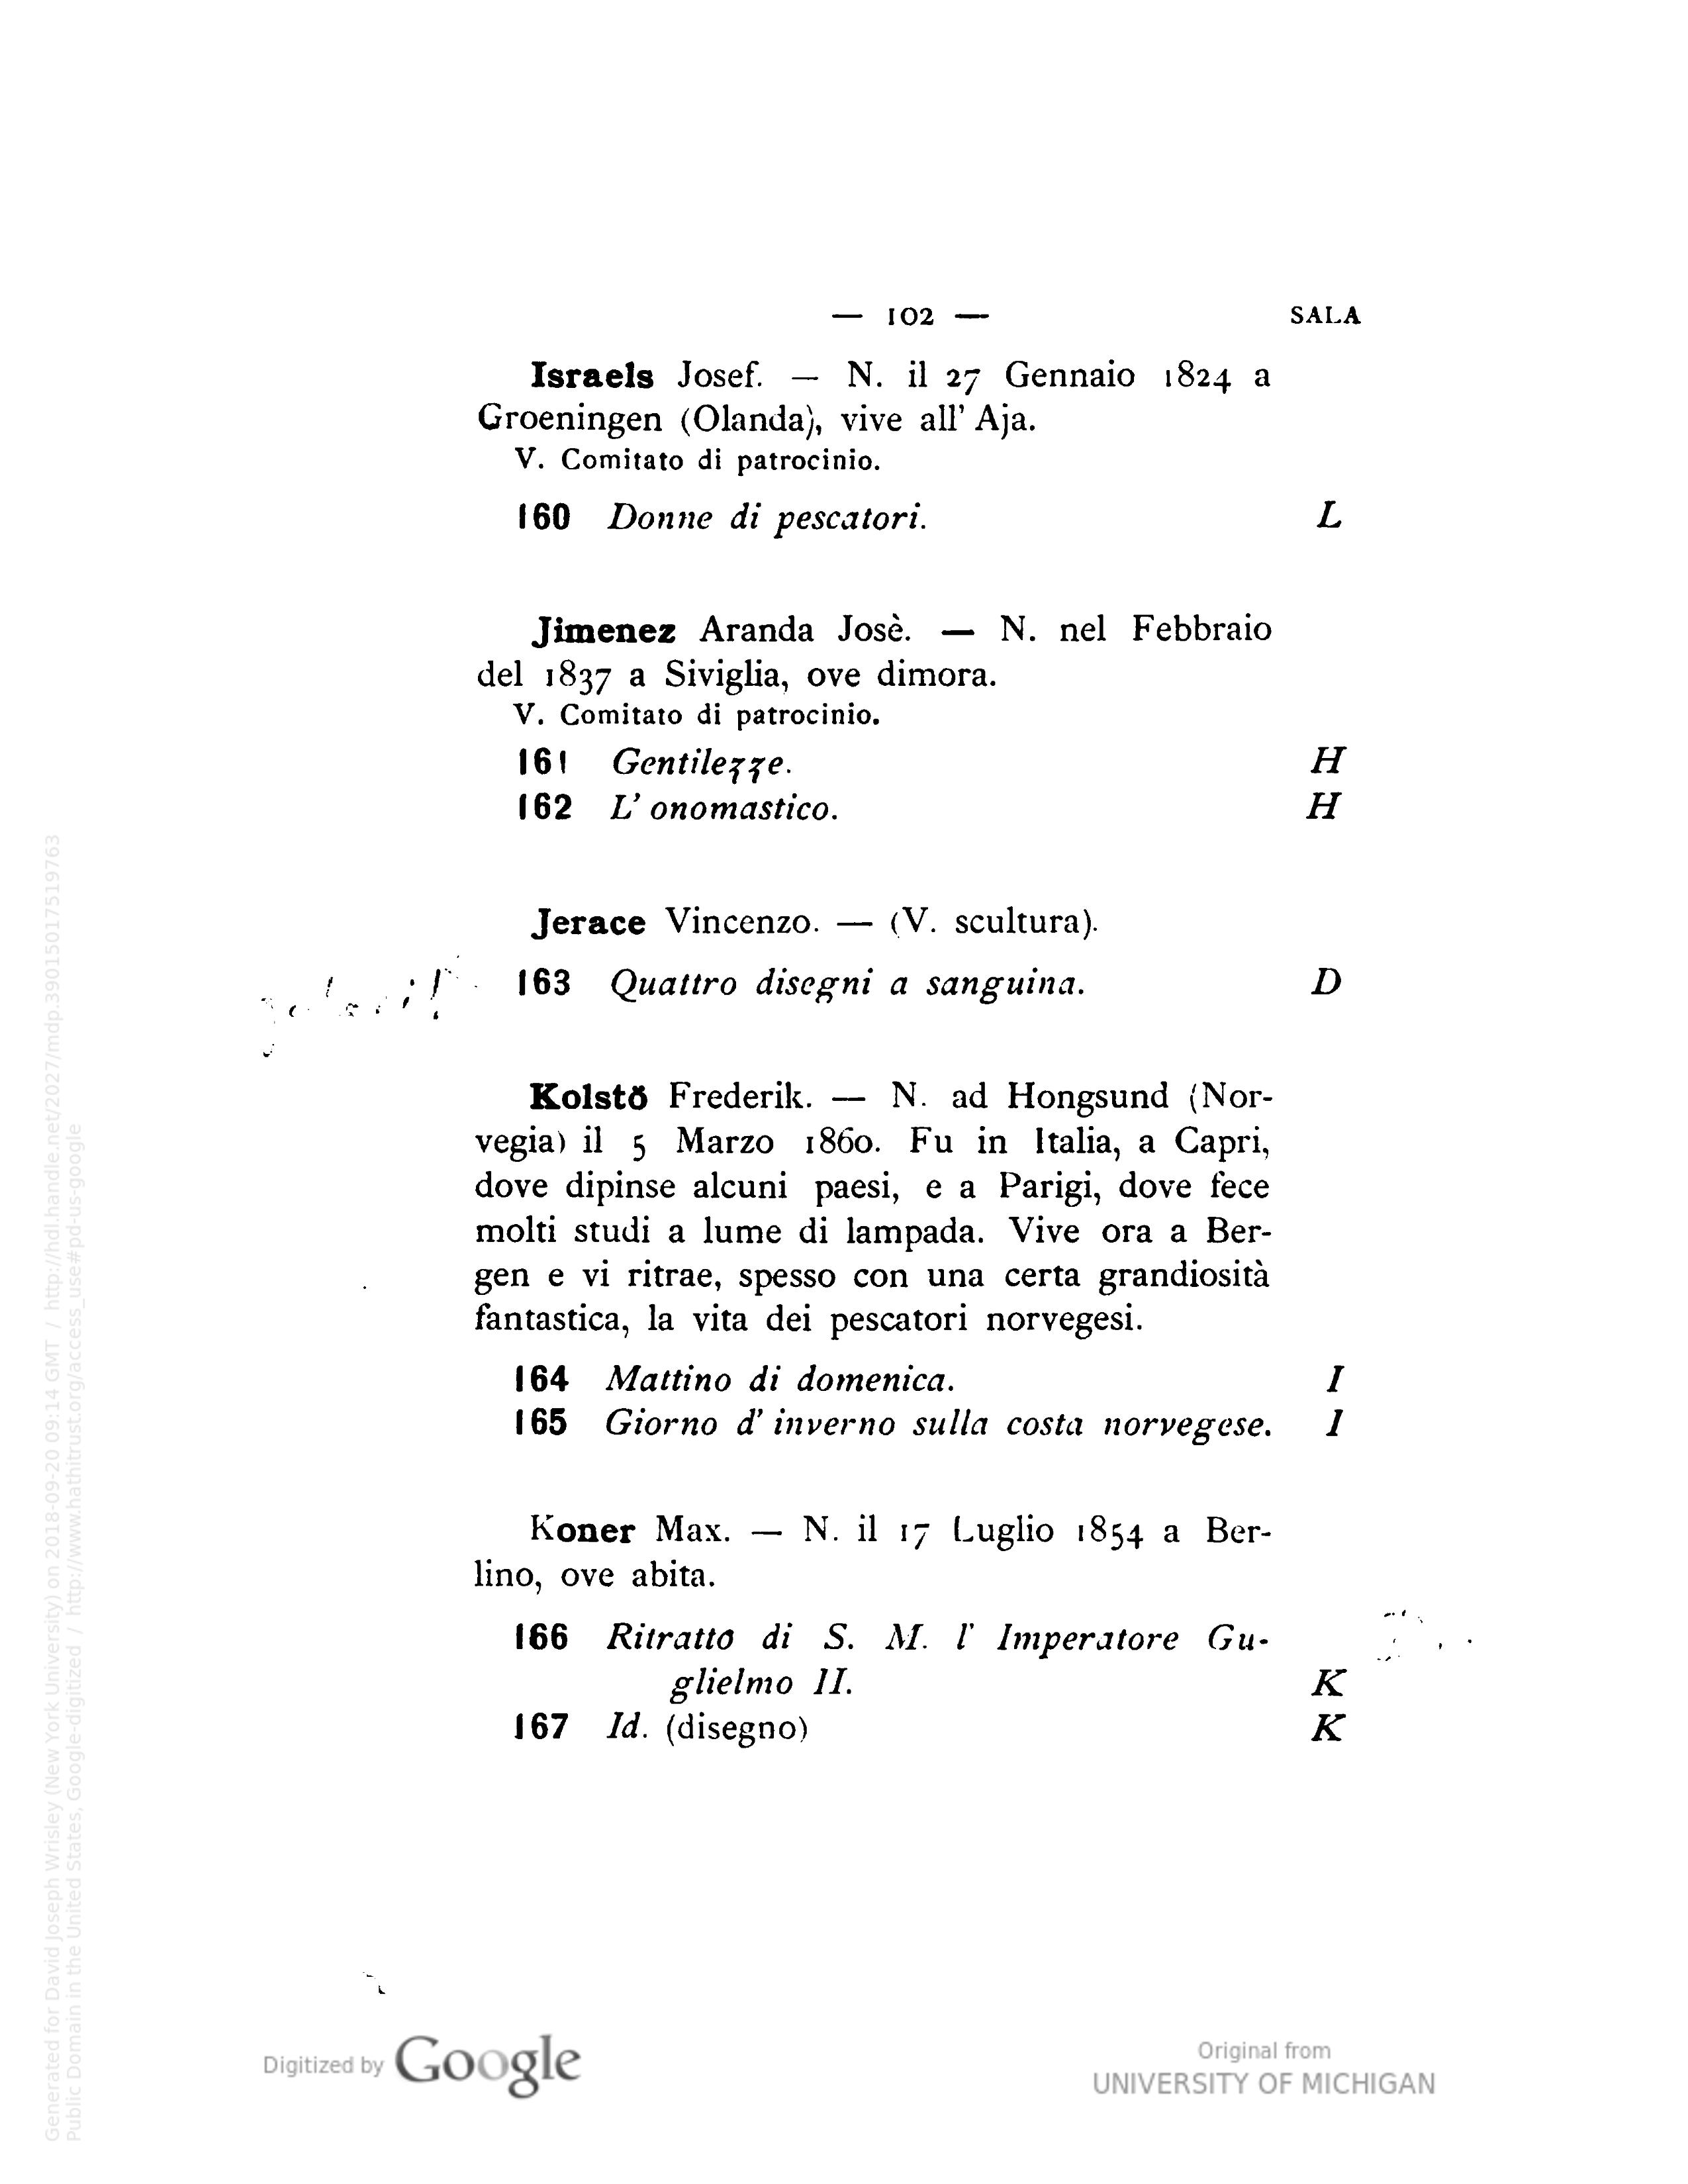 — 102 — SALA
Israels Josef. — N. il 27 Gennaio 1824 a
Groeningen (Olanda), vive all' Aja.
V. Comitato di patrocinio.
160 Donne di pescatori. L
Jimenez Aranda Josè. — N. nel Febbraio
del 1837 a Siviglia, ove dimora.
V. Comitato di patrocinio.
161 Gentilezze. H
162 L' onomastico. H
Jerace Vincenzo. — (V. scultura).
163 Quattro disegni a sanguina. D
Kolstö Frederik. — N. ad Hongsund (Nor-
vegia) il 5 Marzo 1860. Fu in Italia, a Capri,
dove dipinse alcuni paesi, e a Parigi, dove fece
molti studi a lume di lampada. Vive ora a Ber-
gen e vi ritrae, spesso con una certa grandiosità
fantastica, la vita dei pescatori norvegesi.
164 Mattino di domenica. I
165 Giorno d' inverno sulla costa norvegese. I
Koner Max. — N. il 17 Luglio 1854 a Ber-
lino, ove abita.
166 Ritratto di S. M. l' Imperatore Gu-
glielmo II. K
167 Id. (disegno) K
Generated for David Joseph Wrisley (New York University) on 2018-09-20 09:14 GMT / http://hdl.handle.net/2027/mdp.39015017519763
Public Domain in the United States, Google-digitized / http://www.hathitrust.org/access_use#pd-us-google
Digitized by Google
Original from
UNIVERSITY OF MICHIGAN